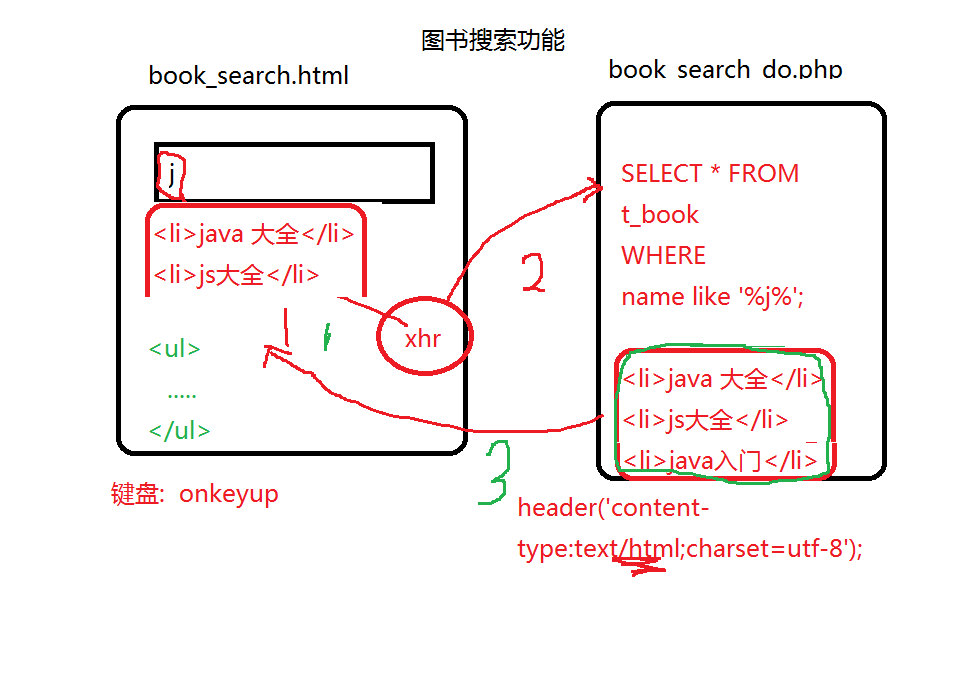 图书搜索功能
book_search.html
j
<li>java 大全</li>
<li>js大全</li>
1
<ul>
.....
</ul>
xhr
键盘: onkeyup
2
3
book_search_do.php
SELECT * FROM
t_book
WHERE
name like '%j%';
<li>java 大全</li>
<li>js大全</li>
<li>java入门</li>
header('content-
type:text/html;charset=utf-8');